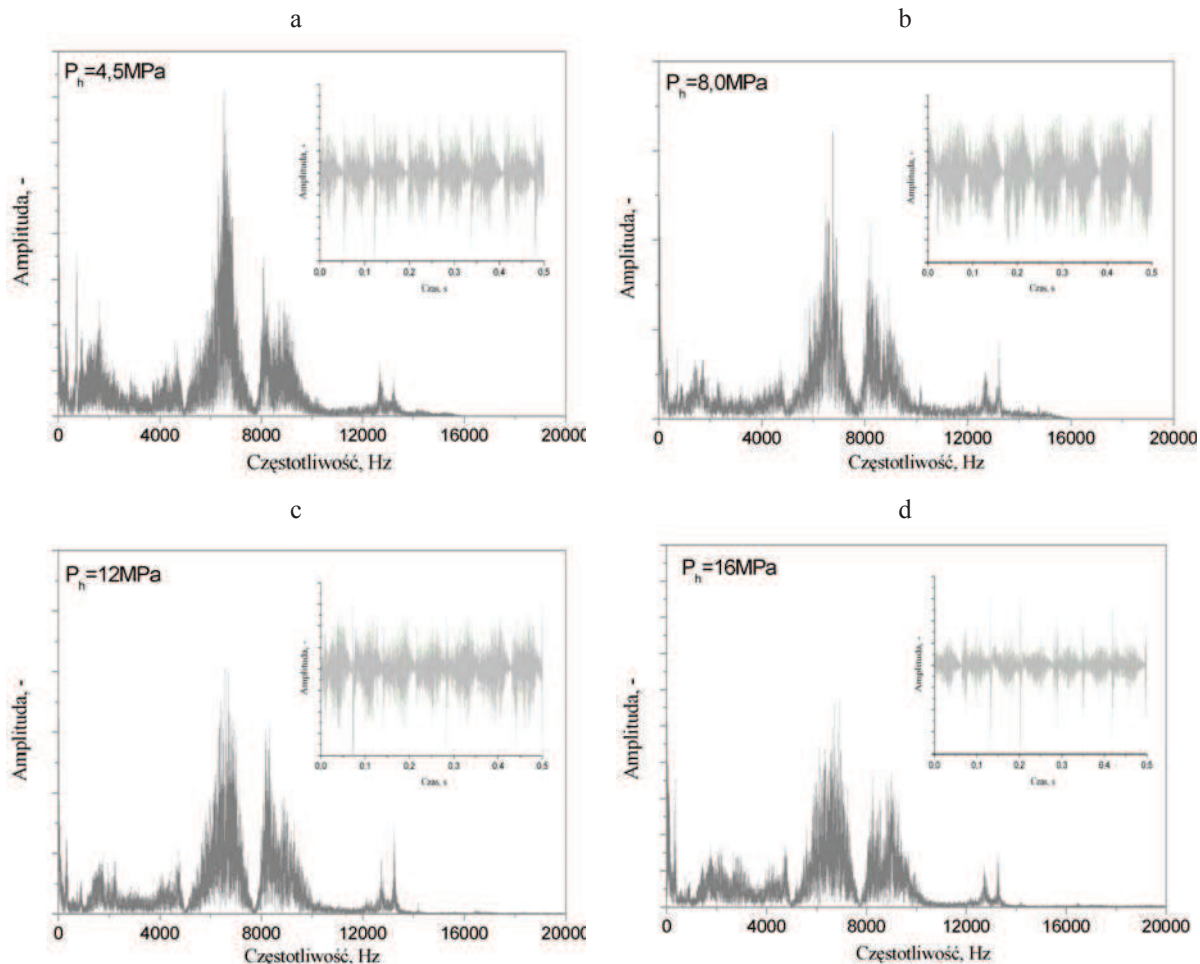 a
P_h=4,5MPa
Amplituda, -
Amplituda, -
0.0 0.1 0.2 0.3 0.4 0.5
Czas, s
0 4000 8000 12000 16000 20000
Częstotliwość, Hz
b
P_h=8,0MPa
Amplituda, -
Amplituda, -
0.0 0.1 0.2 0.3 0.4 0.5
Czas, s
0 4000 8000 12000 16000 20000
Częstotliwość, Hz
c
P_h=12MPa
Amplituda, -
Amplituda, -
0.0 0.1 0.2 0.3 0.4 0.5
Czas, s
0 4000 8000 12000 16000 20000
Częstotliwość, Hz
d
P_h=16MPa
Amplituda, -
Amplituda, -
0.0 0.1 0.2 0.3 0.4 0.5
Czas, s
0 4000 8000 12000 16000 20000
Częstotliwość, Hz